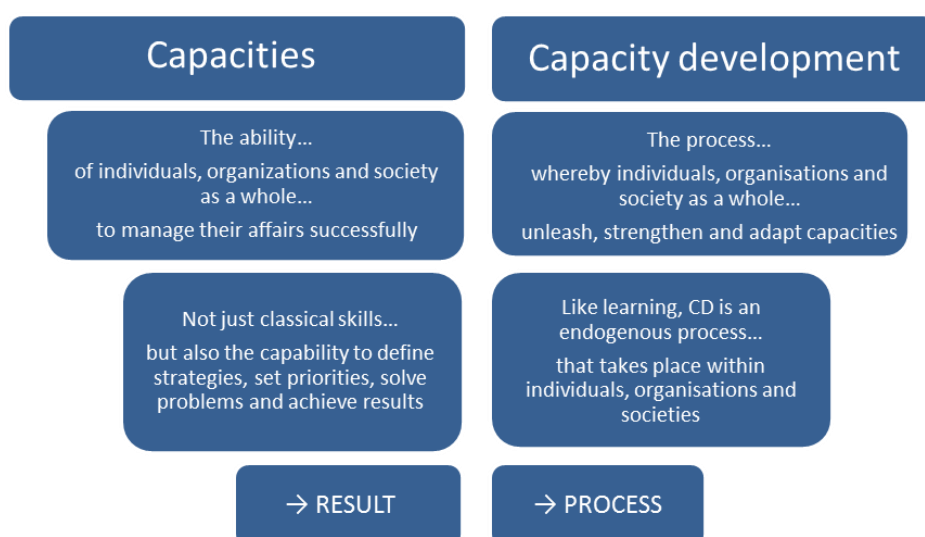 Capacities
The ability...
of individuals, organizations and society
as a whole...
to manage their affairs successfully
Not just classical skills...
but also the capability to define
strategies, set priorities, solve
problems and achieve results
→ RESULT
Capacity development
The process...
whereby individuals, organisations and
society as a whole...
unleash, strengthen and adapt capacities
Like learning, CD is an
endogenous process...
that takes place within
individuals, organisations and
societies
→ PROCESS